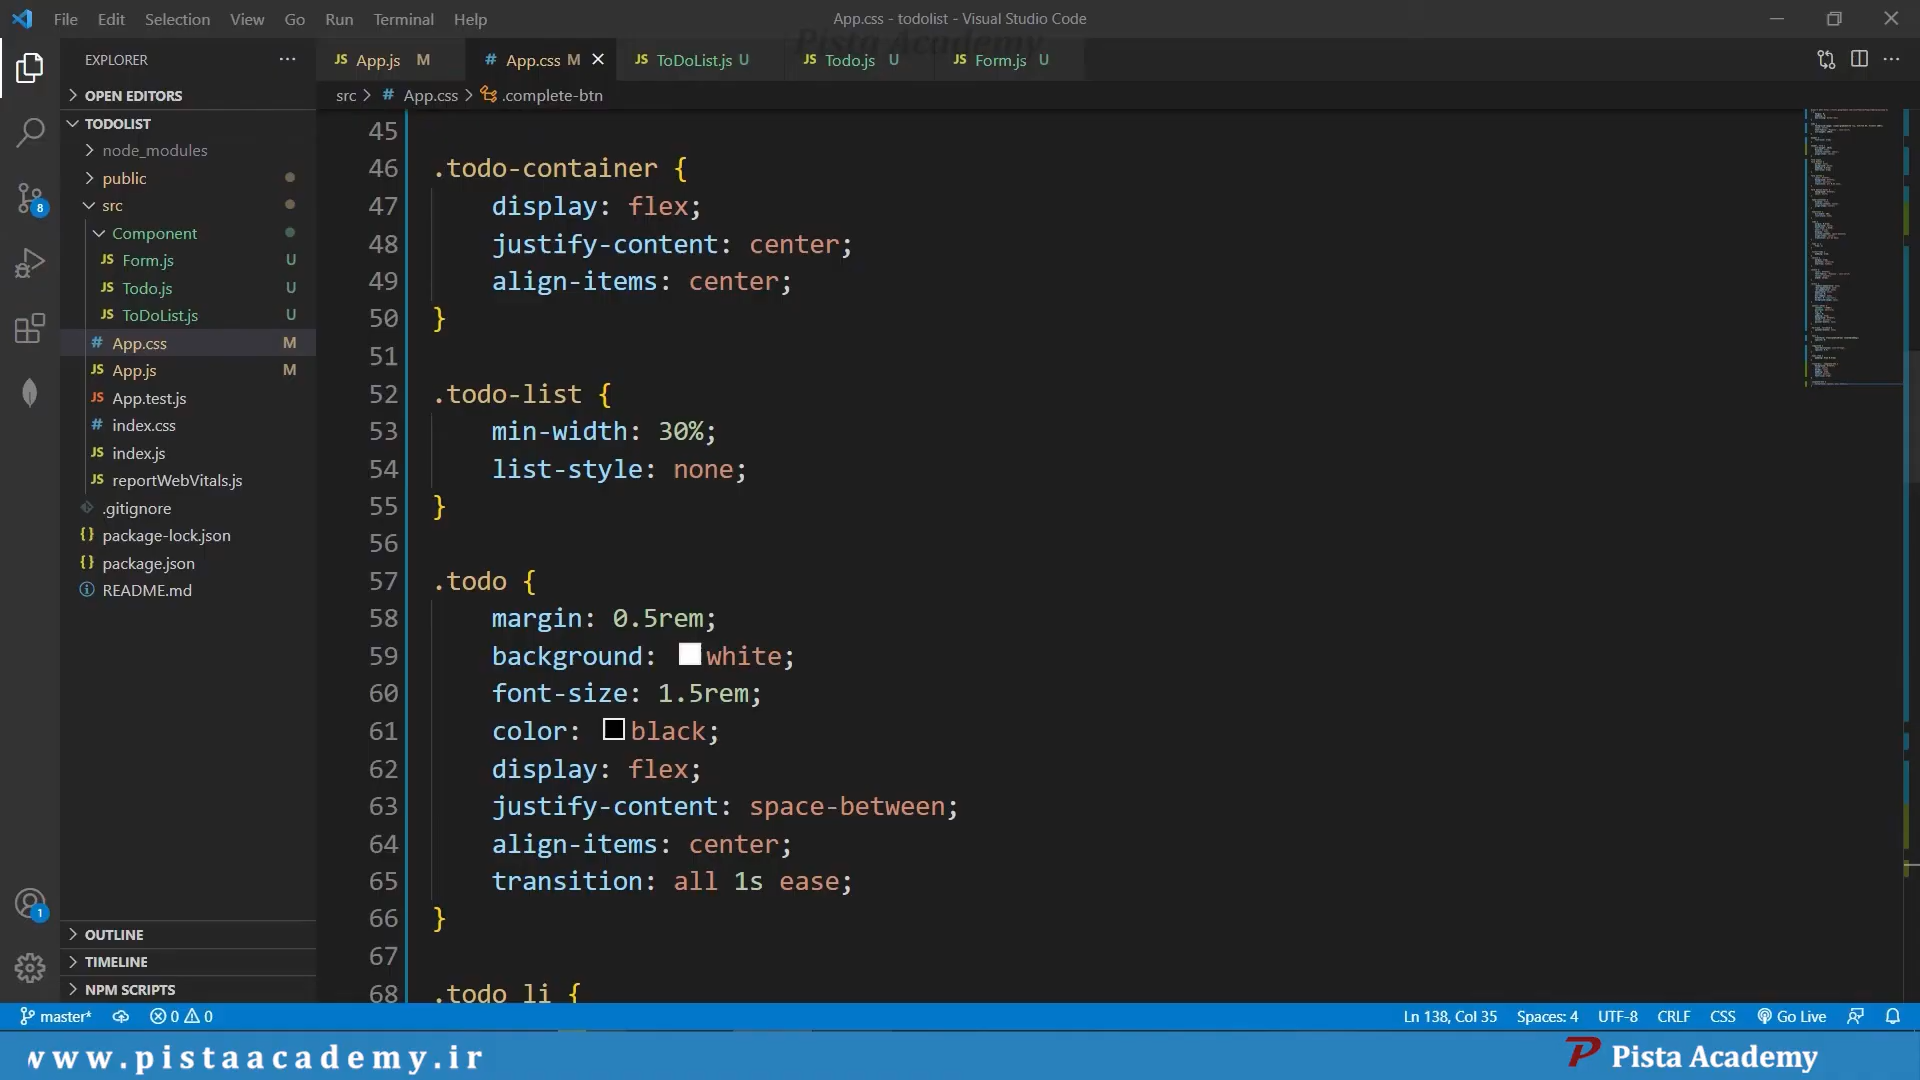 File Edit Selection View Go Run Terminal Help
App.css - todolist - Visual Studio Code
Pista Academy
EXPLORER
JS App.js M
# App.css M
JS ToDoList.js U
JS Todo.js U
JS Form.js U
OPEN EDITORS
src > # App.css > .complete-btn
TODOLIST
node_modules
public
src
Component
JS Form.js U
JS Todo.js U
JS ToDoList.js U
# App.css M
JS App.js M
JS App.test.js
# index.css
JS index.js
JS reportWebVitals.js
.gitignore
{} package-lock.json
{} package.json
README.md
OUTLINE
TIMELINE
NPM SCRIPTS
8
1
45
46 .todo-container {
47 display: flex;
48 justify-content: center;
49 align-items: center;
50 }
51
52 .todo-list {
53 min-width: 30%;
54 list-style: none;
55 }
56
57 .todo {
58 margin: 0.5rem;
59 background: white;
60 font-size: 1.5rem;
61 color: black;
62 display: flex;
63 justify-content: space-between;
64 align-items: center;
65 transition: all 1s ease;
66 }
67
68 .todo li {
master* 0 0
Ln 138, Col 35 Spaces: 4 UTF-8 CRLF CSS Go Live
www.pistaacademy.ir
Pista Academy